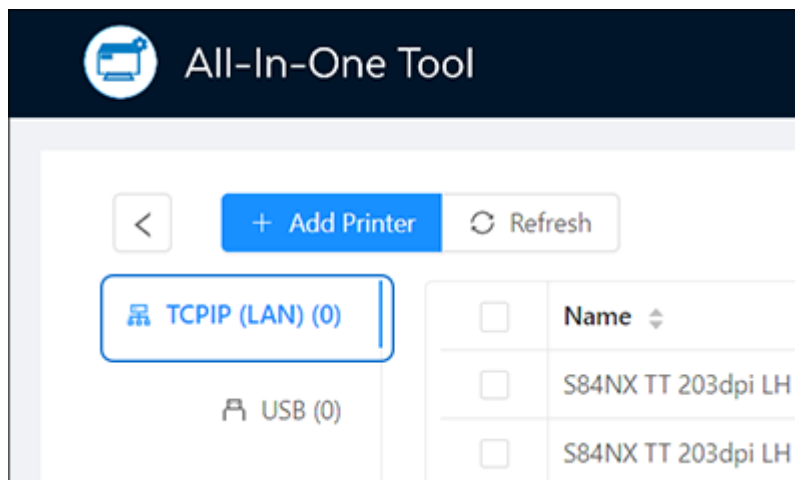 All-In-One Tool
+ Add Printer
Refresh
TCPIP (LAN) (0)
USB (0)
Name
S84NX TT 203dpi LH
S84NX TT 203dpi LH